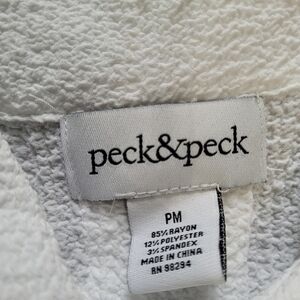 peck&peck
PM
85% RAYON
12% POLYESTER
3% SPANDEX
MADE IN CHINA
RN 98294